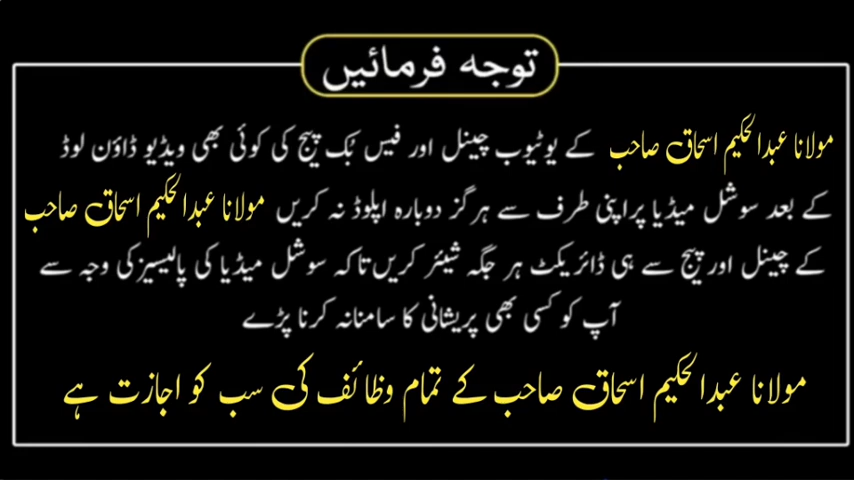 توجہ فرمائیں
مولانا عبدالحکیم اسحاق صاحب کے یوٹیوب چینل اور فیس بُک پیج کی کوئی بھی ویڈیو ڈاؤن لوڈ
کے بعد سوشل میڈیا پر اپنی طرف سے ہرگز دوبارہ اپلوڈ نہ کریں مولانا عبدالحکیم اسحاق صاحب
کے چینل اور پیج سے ہی ڈائریکٹ ہر جگہ شیئر کریں تاکہ سوشل میڈیا کی پالیسیز کی وجہ سے
آپ کو کسی بھی پریشانی کا سامنا نہ کرنا پڑے
مولانا عبدالحکیم اسحاق صاحب کے تمام وظائف کی سب کو اجازت ہے